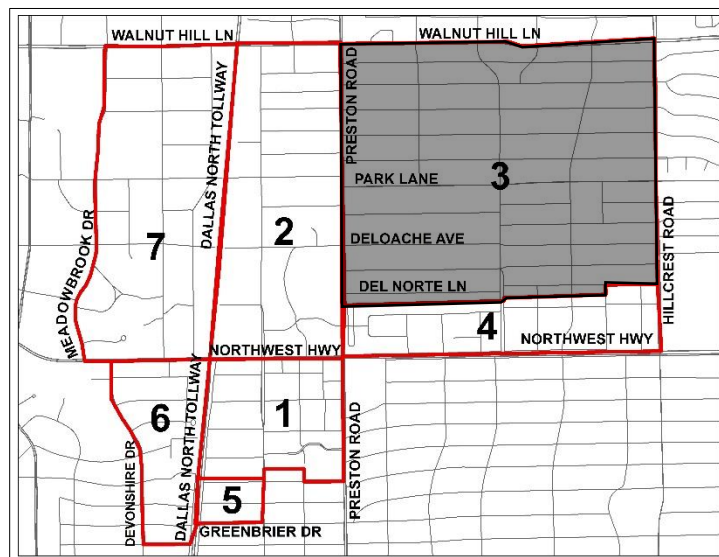 WALNUT HILL LN
WALNUT HILL LN
DALLAS NORTH TOLLWAY
PRESTON ROAD
PARK LANE
3
2
7
DELOACHE AVE
MEADOWBROOK DR
DEL NORTE LN
HILLCREST ROAD
4
NORTHWEST HWY
NORTHWEST HWY
6
1
DALLAS NORTH TOLLWAY
PRESTON ROAD
DEVONSHIRE DR
5
GREENBRIER DR